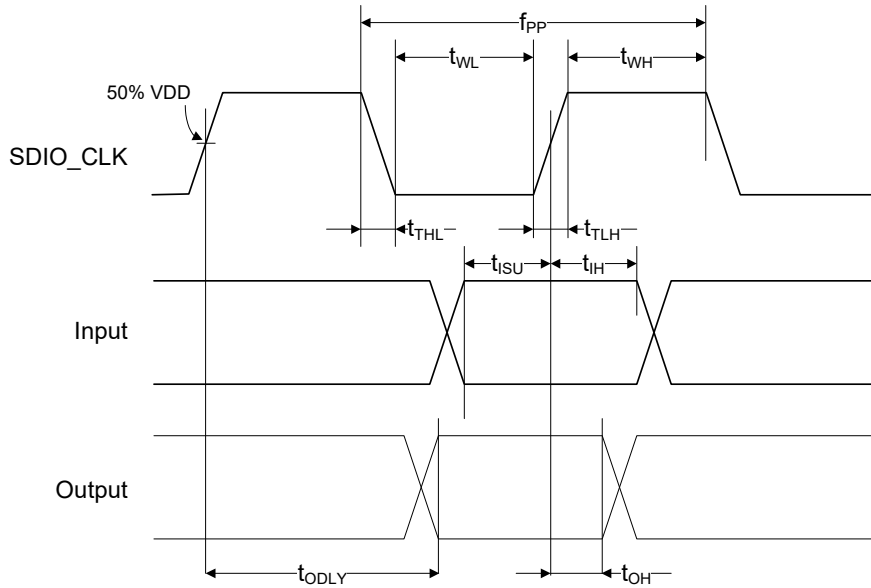 fPP
tWL
tWH
50% VDD
SDIO_CLK
tTHL
tTLH
tISU
tIH
Input
Output
tODLY
tOH